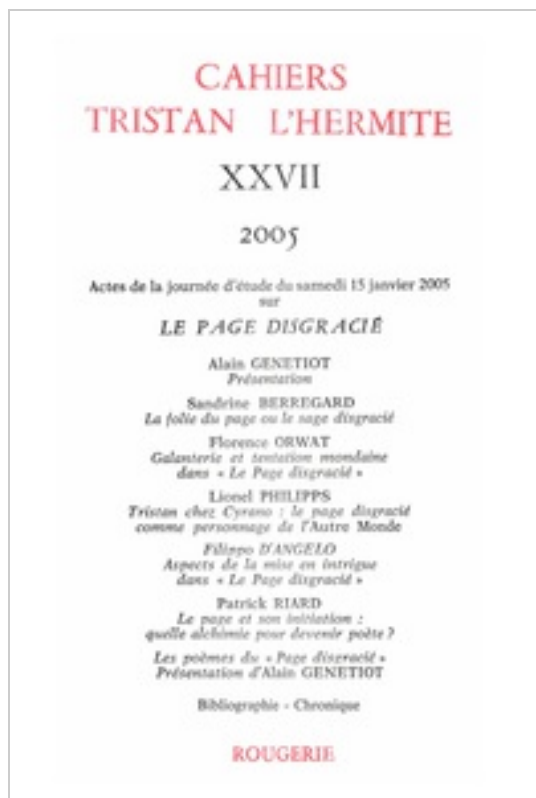 CAHIERS
TRISTAN L'HERMITE
XXVII
2005
Actes de la journée d'étude du samedi 15 janvier 2005
sur
LE PAGE DISGRACIÉ
Alain GENETIOT
Présentation
Sandrine BERREGARD
La folie du page ou le sage disgracié
Florence ORWAT
Galanterie et tentation mondaine
dans « Le Page disgracié »
Lionel PHILIPPS
Tristan chez Cyrano : le page disgracié
comme personnage de l'Autre Monde
Filippo D'ANGELO
Aspects de la mise en intrigue
dans « Le Page disgracié »
Patrick RIARD
Le page et son initiation :
quelle alchimie pour devenir poète ?
Les poèmes du « Page disgracié »
Présentation d'Alain GENETIOT
Bibliographie - Chronique
ROUGERIE